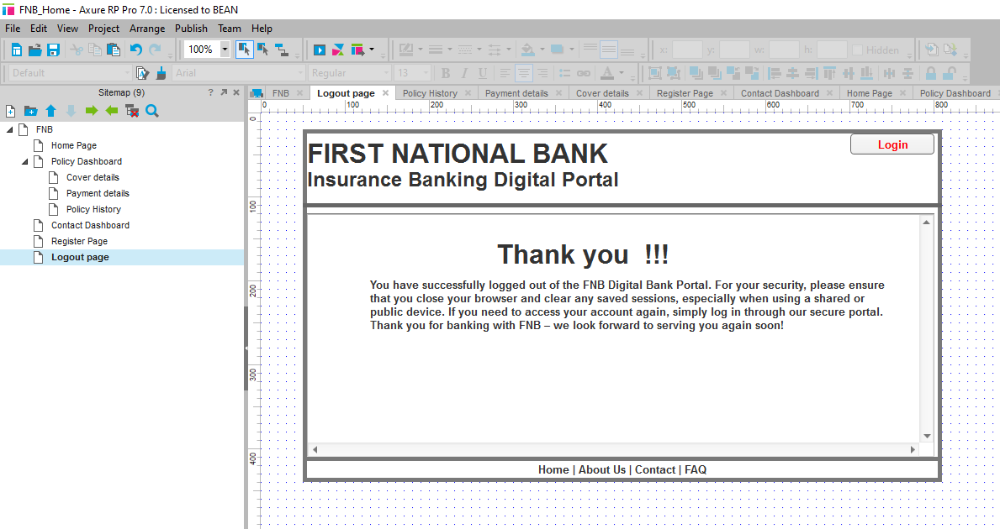 FNB_Home - Axure RP Pro 7.0 : Licensed to BEAN
File Edit View Project Arrange Publish Team Help
100% x: y: w: h: Hidden
Default Arial Regular 13 B I U A
Sitemap (9) ?
FNB Logout page Policy History Payment details Cover details Register Page Contact Dashboard Home Page Policy Dashboard
0 100 200 300 400 500 600 700 800
FNB
Home Page
Policy Dashboard
Cover details
Payment details
Policy History
Contact Dashboard
Register Page
Logout page
0
100
200
300
400
Login
FIRST NATIONAL BANK
Insurance Banking Digital Portal
Thank you !!!
You have successfully logged out of the FNB Digital Bank Portal. For your security, please ensure
that you close your browser and clear any saved sessions, especially when using a shared or
public device. If you need to access your account again, simply log in through our secure portal.
Thank you for banking with FNB – we look forward to serving you again soon!
Home | About Us | Contact | FAQ